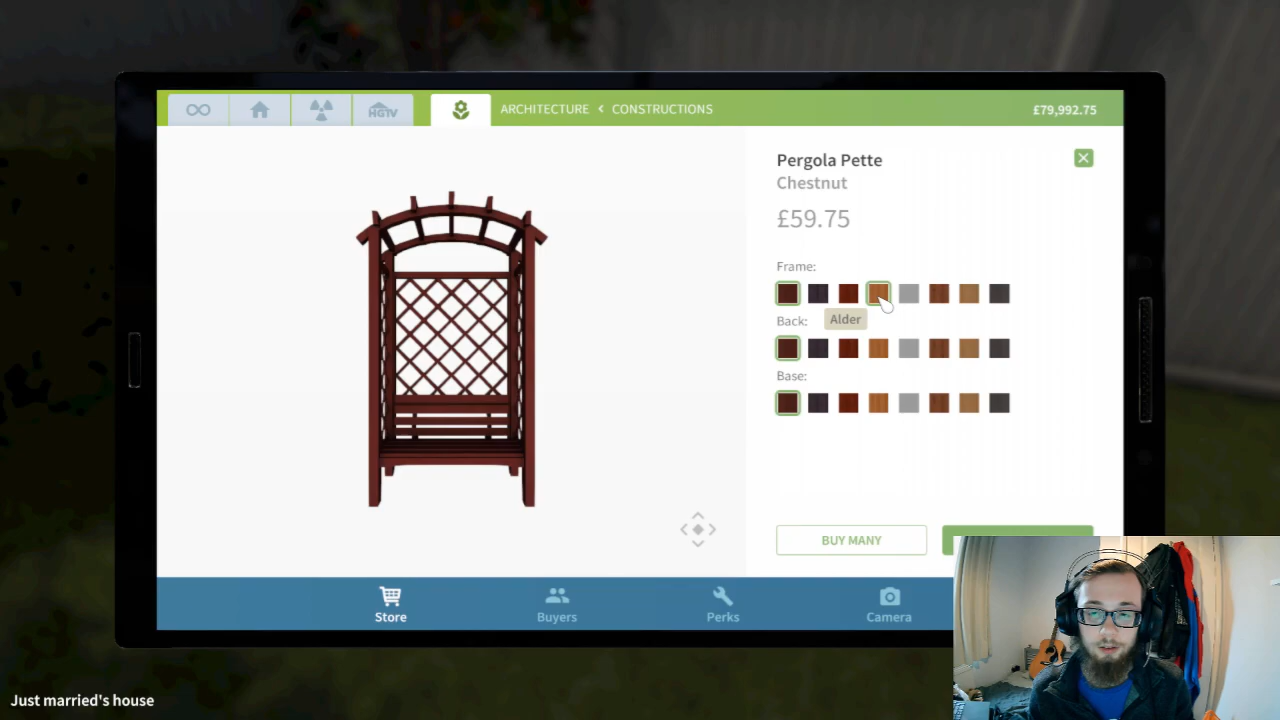 HGTV
ARCHITECTURE < CONSTRUCTIONS
£79,992.75
Pergola Pette
Chestnut
£59.75
Frame:
Alder
Back:
Base:
BUY MANY
Store
Buyers
Perks
Camera
Just married's house